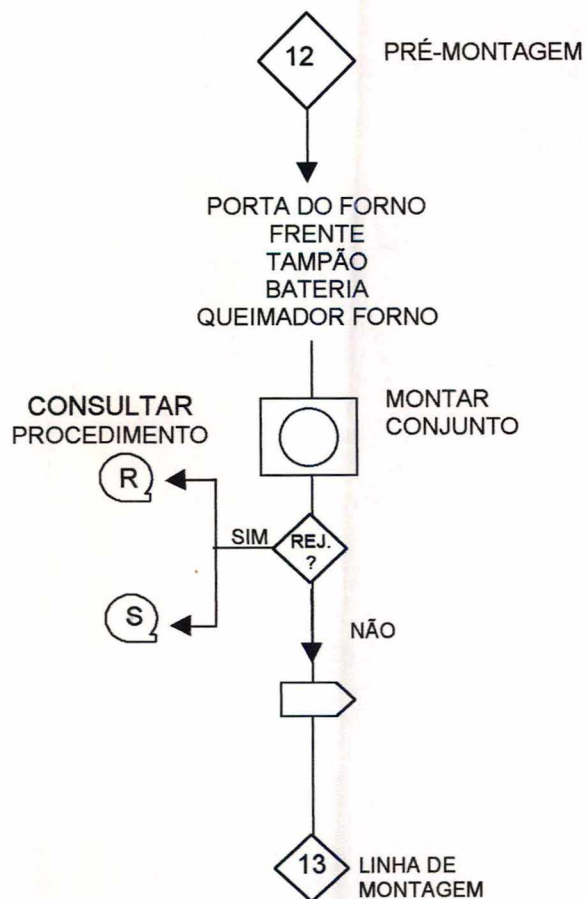 12
PRÉ-MONTAGEM
PORTA DO FORNO
FRENTE
TAMPÃO
BATERIA
QUEIMADOR FORNO
MONTAR
CONJUNTO
CONSULTAR
PROCEDIMENTO
R
SIM
REJ.
?
S
NÃO
13
LINHA DE
MONTAGEM